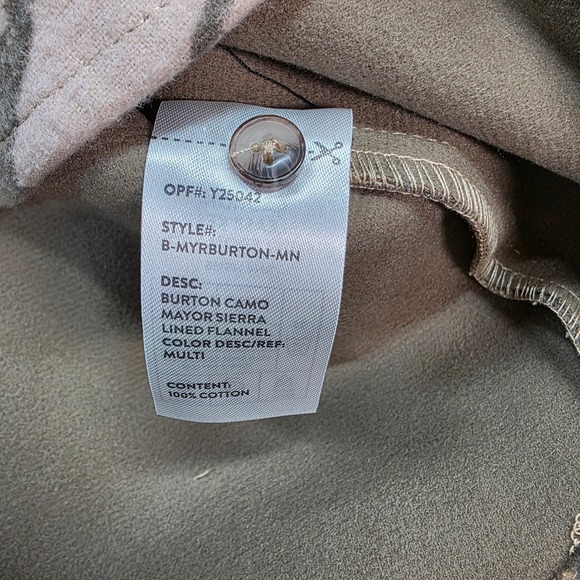 OPF#: Y25042
STYLE#:
B-MYRBURTON-MN
DESC:
BURTON CAMO
MAYOR SIERRA
LINED FLANNEL
COLOR DESC/REF:
MULTI
CONTENT:
100% COTTON